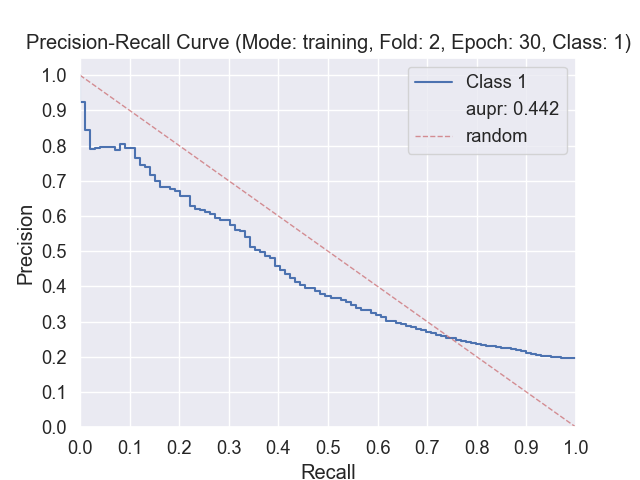 Precision-Recall Curve (Mode: training, Fold: 2, Epoch: 30, Class: 1)
Class 1
aupr: 0.442
random
Precision
1.0
0.9
0.8
0.7
0.6
0.5
0.4
0.3
0.2
0.1
0.0
0.0 0.1 0.2 0.3 0.4 0.5 0.6 0.7 0.8 0.9 1.0
Recall